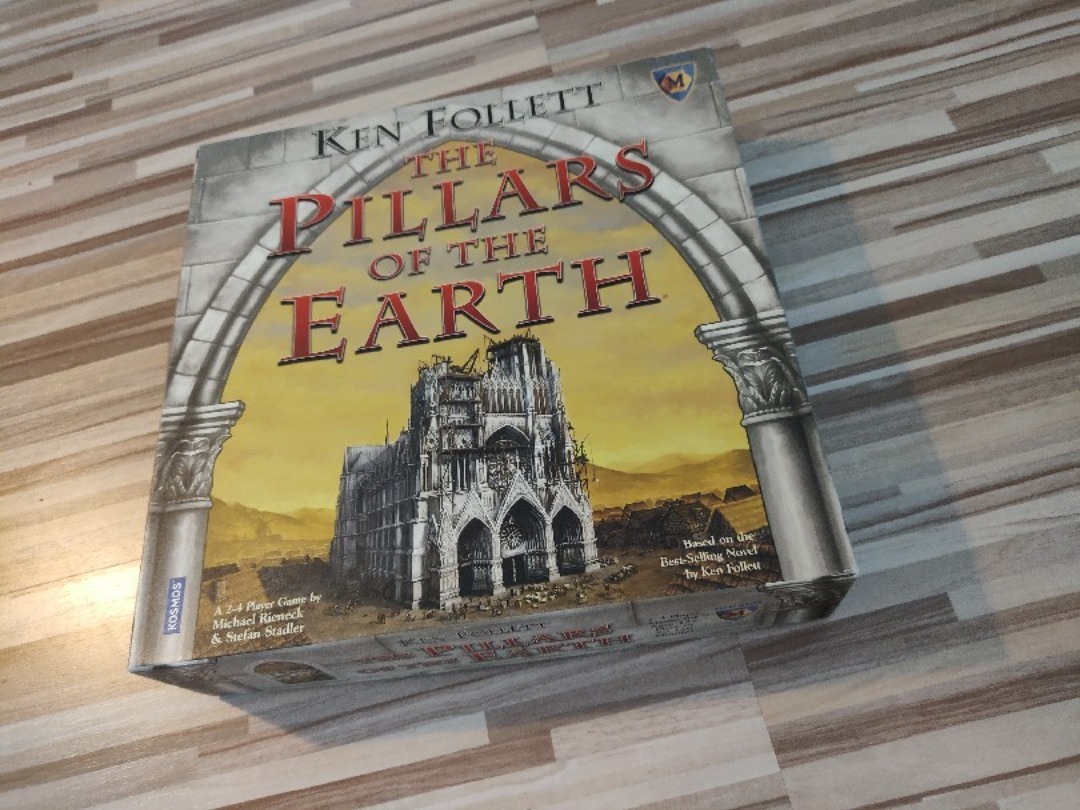 KEN FOLLETT
THE
PILLARS
OF THE
EARTH
Based on the
Best-Selling Novel
by Ken Follett
A 2-4 Player Game by
Michael Rieneck
& Stefan Stadler
KOSMOS
M
KEN FOLLETT
THE PILLARS
OF THE EARTH